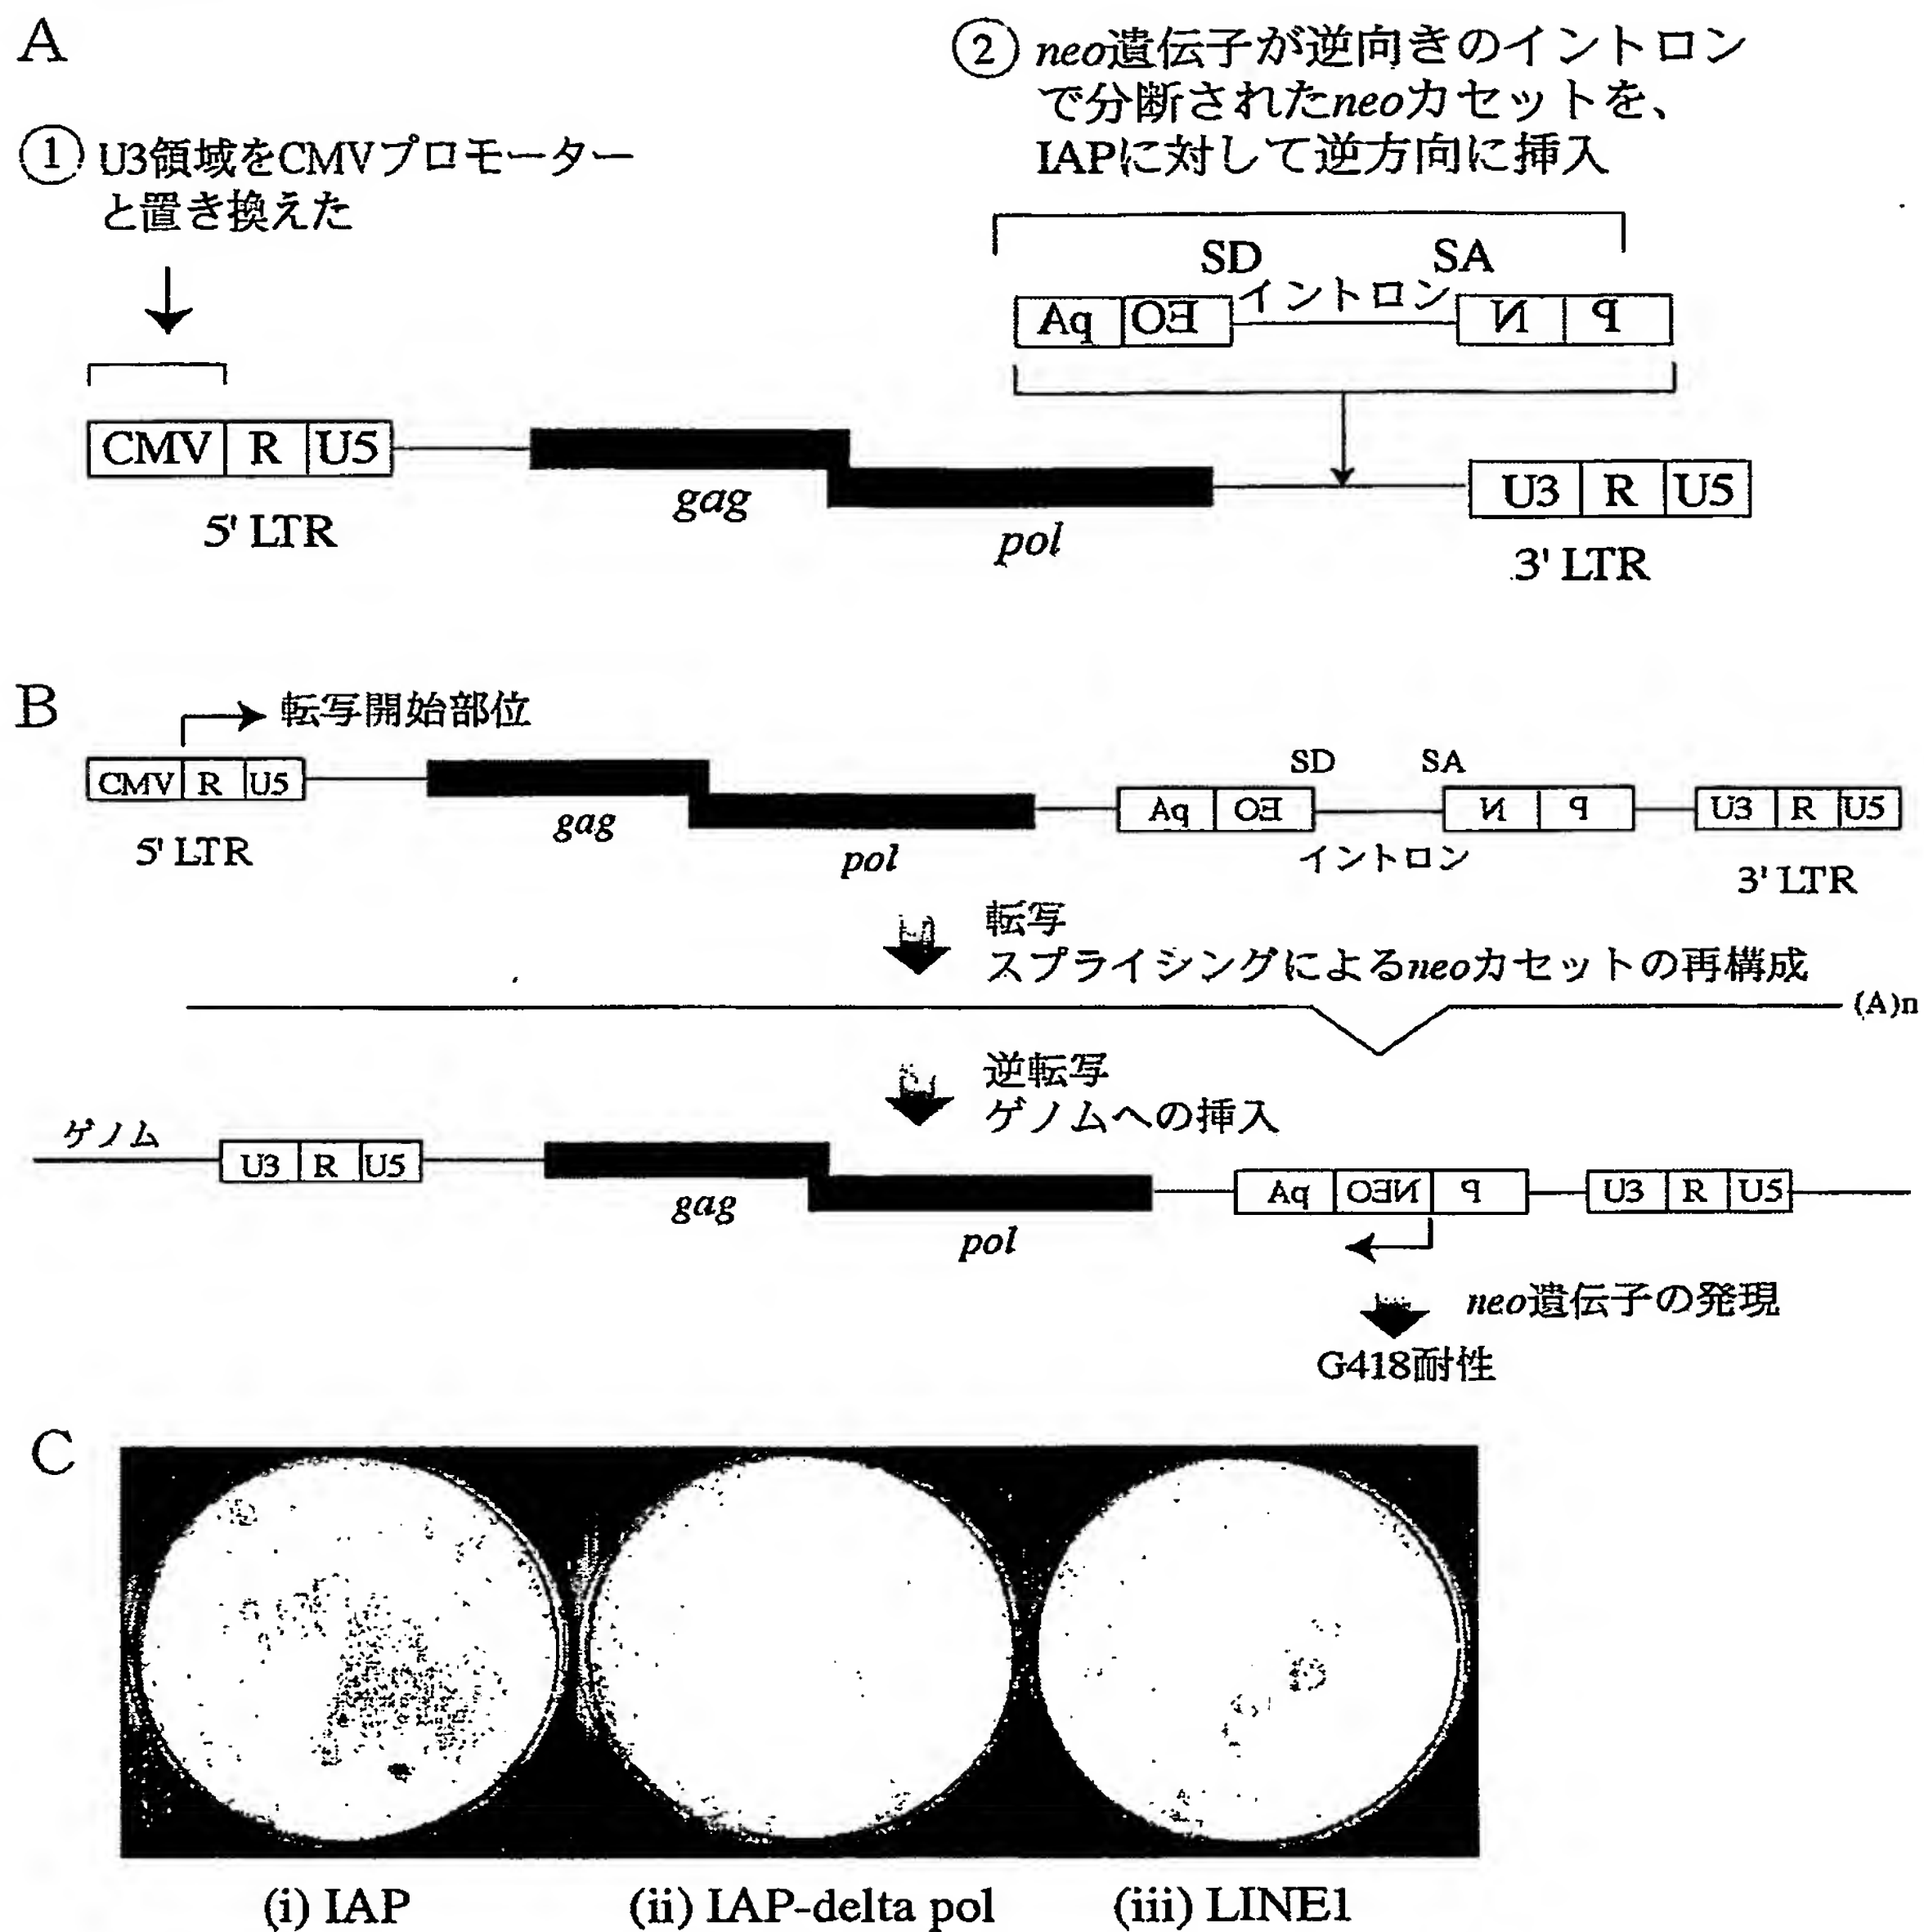 A
① U3領域をCMVプロモーター
と置き換えた
② neo遺伝子が逆向きのイントロン
で分断されたneoカセットを、
IAPに対して逆方向に挿入
SD
SA
イントロン
pA EO N P
CMV R U5
5' LTR
gag
pol
U3 R U5
3' LTR
B
転写開始部位
CMV R U5
5' LTR
gag
pol
SD
SA
pA EO N P
イントロン
U3 R U5
3' LTR
転写
スプライシングによるneoカセットの再構成
(A)n
逆転写
ゲノムへの挿入
ゲノム
U3 R U5
gag
pol
pA NEO P
U3 R U5
neo遺伝子の発現
G418耐性
C
(i) IAP
(ii) IAP-delta pol
(iii) LINE1